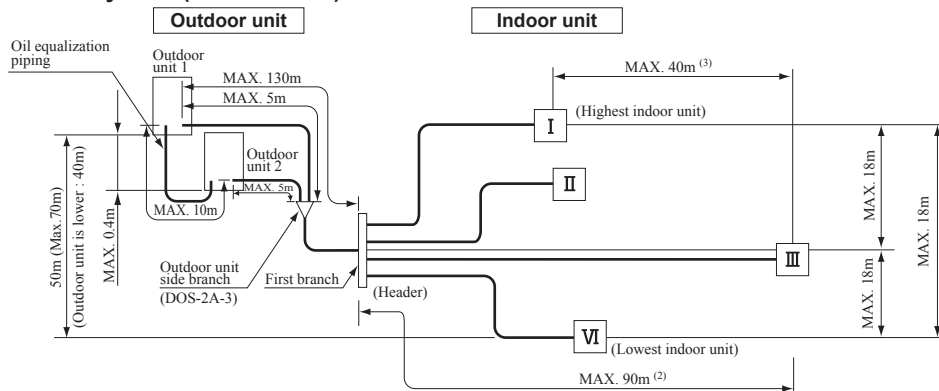 Outdoor unit
Indoor unit
Oil equalization
piping
Outdoor
unit 1
MAX. 130m
MAX. 5m
MAX. 40m (3)
I
(Highest indoor unit)
Outdoor
unit 2
MAX. 5m
II
MAX. 10m
MAX. 0.4m
50m (Max.70m)
(Outdoor unit is lower : 40m)
MAX. 18m
MAX. 18m
MAX. 18m
III
Outdoor unit
side branch
(DOS-2A-3)
First branch
(Header)
VI
(Lowest indoor unit)
MAX. 90m (2)